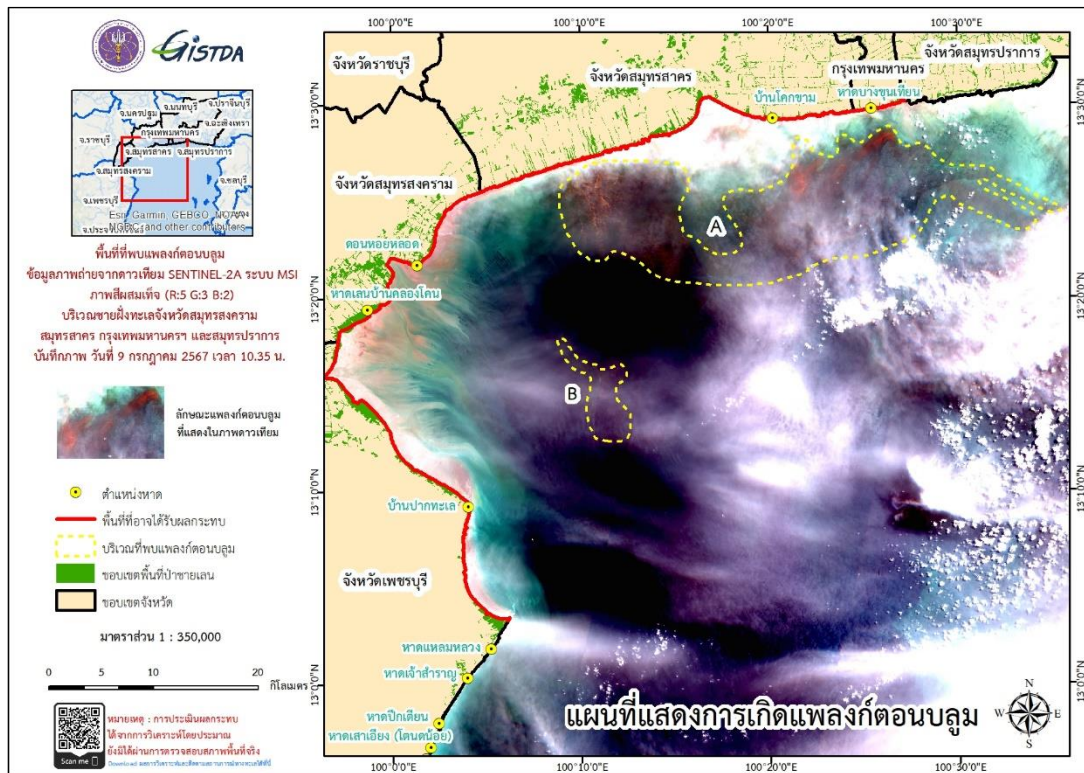 GISTDA
จ.ปราจีนบุรี
จ.นนทบุรี
จ.นครปฐม
กรุงเทพมหานคร
จ.ฉะเชิงเทรา
จ.ราชบุรี
จ.สมุทรสาคร
จ.สมุทรปราการ
จ.สมุทรสงคราม
จ.ชลบุรี
จ.เพชรบุรี
Esri, Garmin, GEBCO, NOAA
NGDC, and other contributors
พื้นที่ที่พบแพลงก์ตอนบลูม
ข้อมูลภาพถ่ายจากดาวเทียม SENTINEL-2A ระบบ MSI
ภาพสีผสมเท็จ (R:5 G:3 B:2)
บริเวณชายฝั่งทะเลจังหวัดสมุทรสงคราม
สมุทรสาคร กรุงเทพมหานครฯ และสมุทรปราการ
บันทึกภาพ วันที่ 9 กรกฎาคม 2567 เวลา 10.35 น.
ลักษณะแพลงก์ตอนบลูม
ที่แสดงในภาพดาวเทียม
ตำแหน่งหาด
พื้นที่ที่อาจได้รับผลกระทบ
บริเวณที่พบแพลงก์ตอนบลูม
ขอบเขตพื้นที่ป่าชายเลน
ขอบเขตจังหวัด
มาตราส่วน 1 : 350,000
0 5 10 20
กิโลเมตร
Scan me
หมายเหตุ : การประเมินผลกระทบ
ได้จากการวิเคราะห์โดยประมาณ
ยังมิได้ผ่านการตรวจสอบสภาพพื้นที่จริง
100°0'0"E 100°10'0"E 100°20'0"E 100°30'0"E
จังหวัดราชบุรี
จังหวัดสมุทรสาคร
กรุงเทพมหานคร
จังหวัดสมุทรปราการ
บ้านโคกขาม
หาดบางขุนเทียน
13°30'0"N 13°30'0"N
จังหวัดสมุทรสงคราม
A
ดอนหอยหลอด
หาดเลนบ้านคลองโคน
13°20'0"N 13°20'0"N
B
13°10'0"N 13°10'0"N
บ้านปากทะเล
จังหวัดเพชรบุรี
หาดแหลมหลวง
หาดเจ้าสำราญ
13°0'0"N 13°0'0"N
หาดปึกเตียน
หาดเสาเอียง (โตนดน้อย)
แผนที่แสดงการเกิดแพลงก์ตอนบลูม
N
W E
S
100°0'0"E 100°10'0"E 100°20'0"E 100°30'0"E